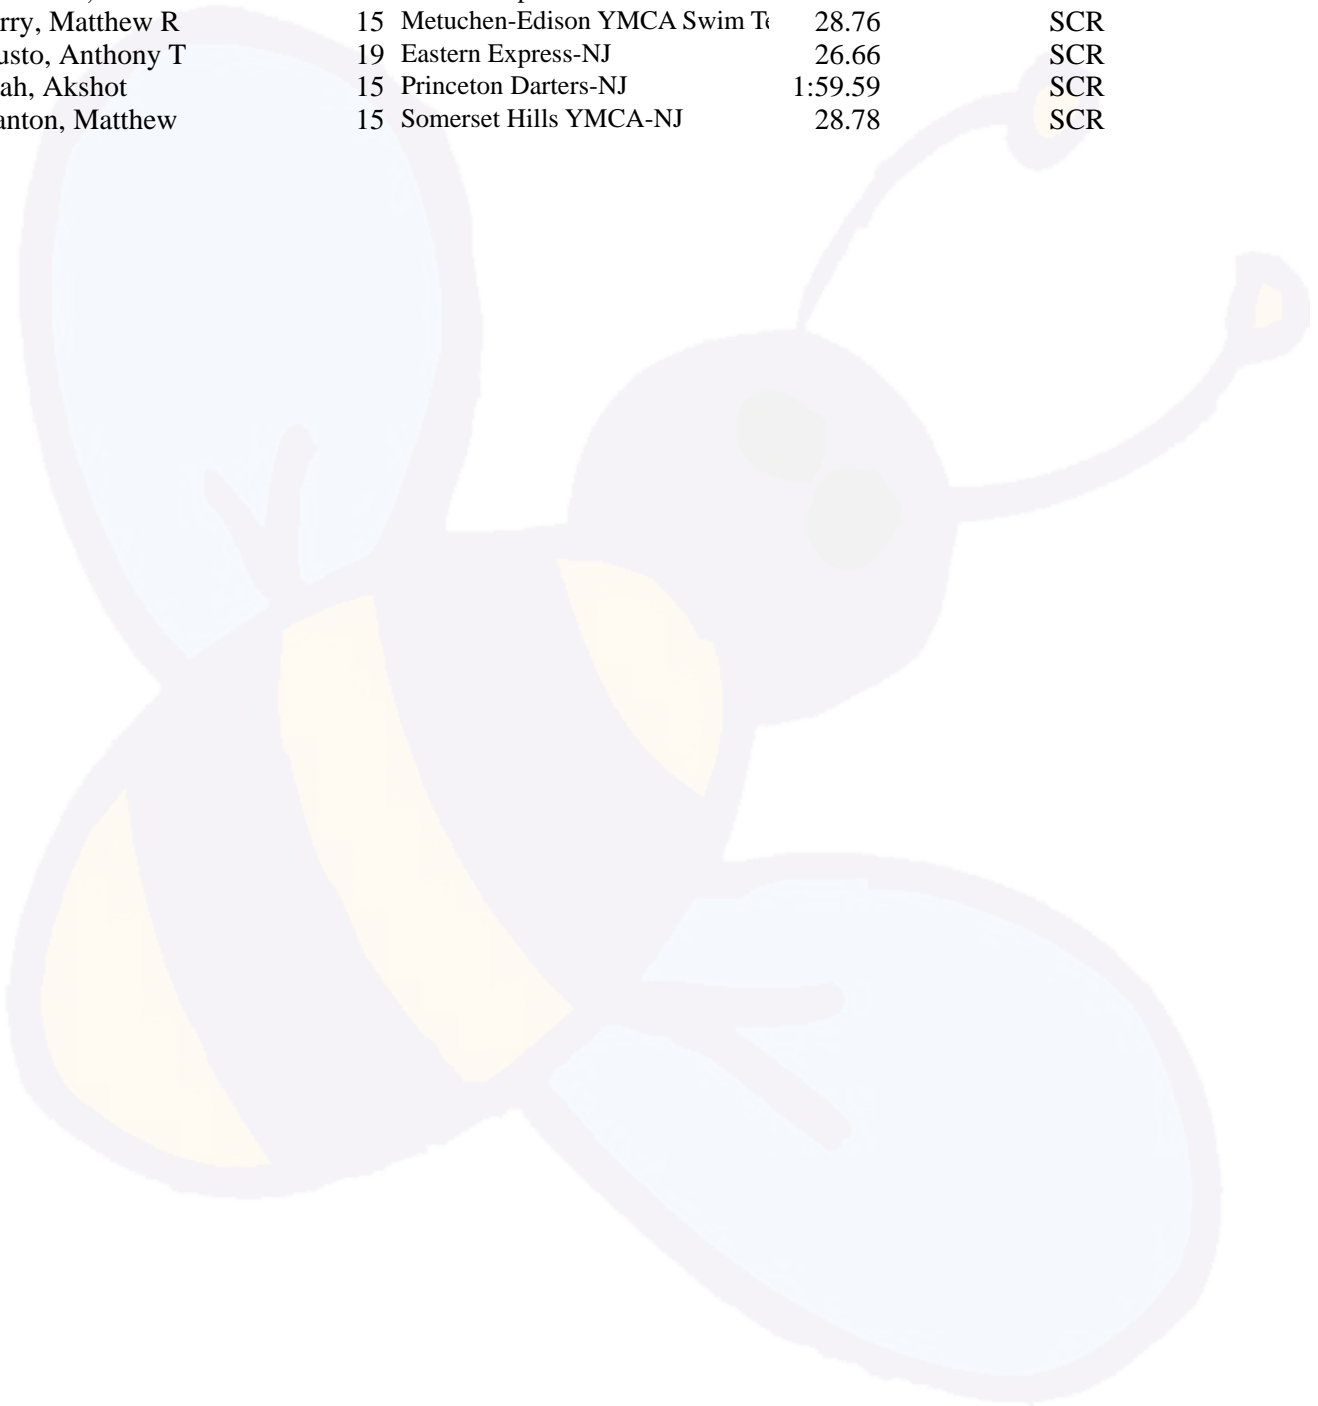 rry, Matthew R 15 Metuchen-Edison YMCA Swim Te 28.76 SCR
usto, Anthony T 19 Eastern Express-NJ 26.66 SCR
ah, Akshot 15 Princeton Darters-NJ 1:59.59 SCR
anton, Matthew 15 Somerset Hills YMCA-NJ 28.78 SCR